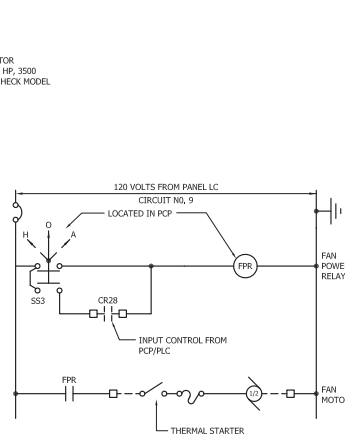 TOR
HP, 3500
HECK MODEL
120 VOLTS FROM PANEL LC
CIRCUIT N0, 9
LOCATED IN PCP
O
H
A
FPR
FAN
POWE
RELAY
SS3
CR28
INPUT CONTROL FROM
PCP/PLC
FPR
1/2
FAN
MOTO
THERMAL STARTER